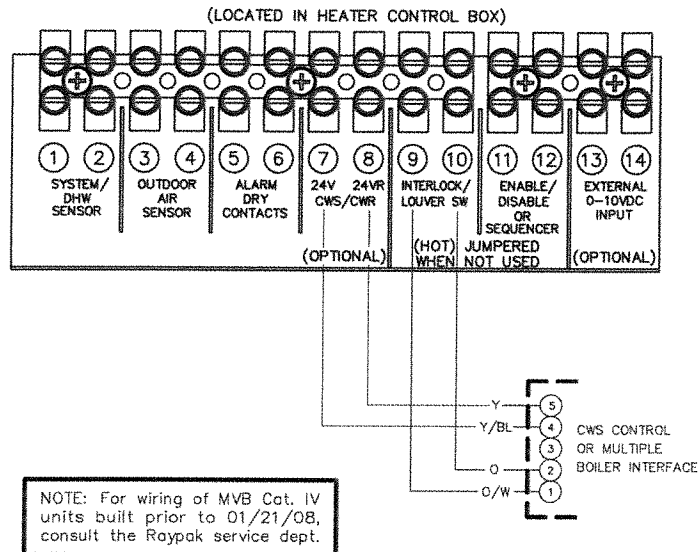 (LOCATED IN HEATER CONTROL BOX)
1 2 3 4 5 6 7 8 9 10 11 12 13 14
SYSTEM/
DHW
SENSOR
OUTDOOR
AIR
SENSOR
ALARM
DRY
CONTACTS
24V 24VR
CWS/CWR
(OPTIONAL)
INTERLOCK/
LOUVER SW
ENABLE/
DISABLE
OR
SEQUENCER
(HOT) JUMPERED
WHEN NOT USED
EXTERNAL
0-10VDC
INPUT
(OPTIONAL)
Y 5
Y/BL 4
3
O 2
O/W 1
CWS CONTROL
OR MULTIPLE
BOILER INTERFACE
NOTE: For wiring of MVB Cat. IV
units built prior to 01/21/08,
consult the Raypak service dept.